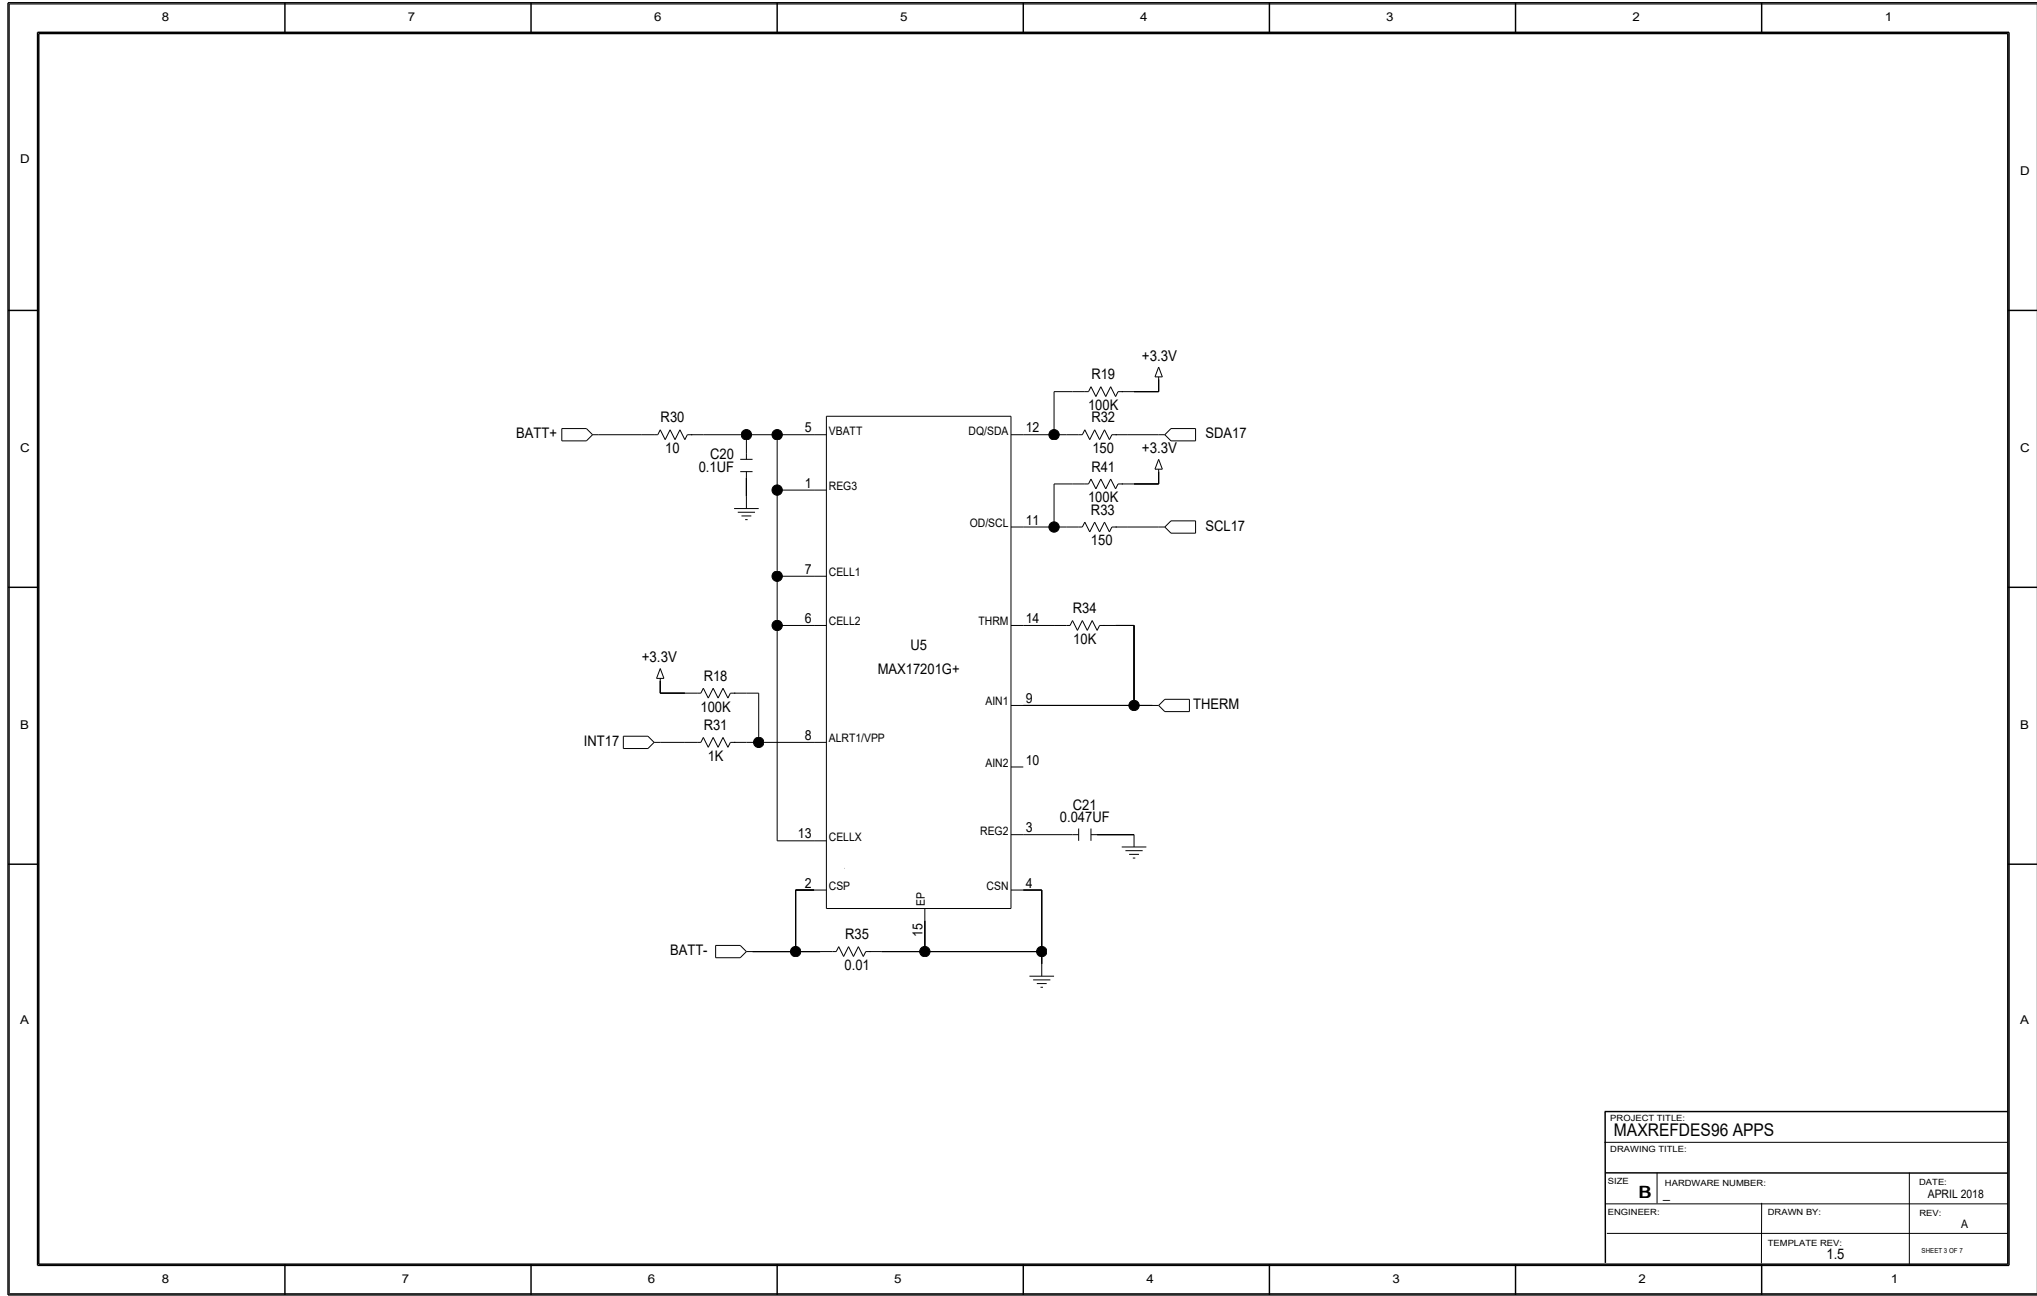 8 7 6 5 4 3 2 1
D
D
C
C
B
B
A
A
+3.3V
R19
100K
R32
150
SDA17
+3.3V
R41
100K
R33
150
SCL17
BATT+
R30
10
C20
0.1UF
5 VBATT
1 REG3
7 CELL1
6 CELL2
8 ALRT1/VPP
13 CELLX
2 CSP
DQ/SDA 12
OD/SCL 11
THRM 14
AIN1 9
AIN2 10
REG2 3
CSN 4
EP
15
U5
MAX17201G+
R34
10K
THERM
+3.3V
R18
100K
R31
1K
INT17
C21
0.047UF
BATT-
R35
0.01
PROJECT TITLE:
MAXREFDES96 APPS
DRAWING TITLE:
SIZE
B
HARDWARE NUMBER:
_
DATE:
APRIL 2018
ENGINEER:
DRAWN BY:
REV:
A
TEMPLATE REV:
1.5
SHEET 3 OF 7
8 7 6 5 4 3 2 1